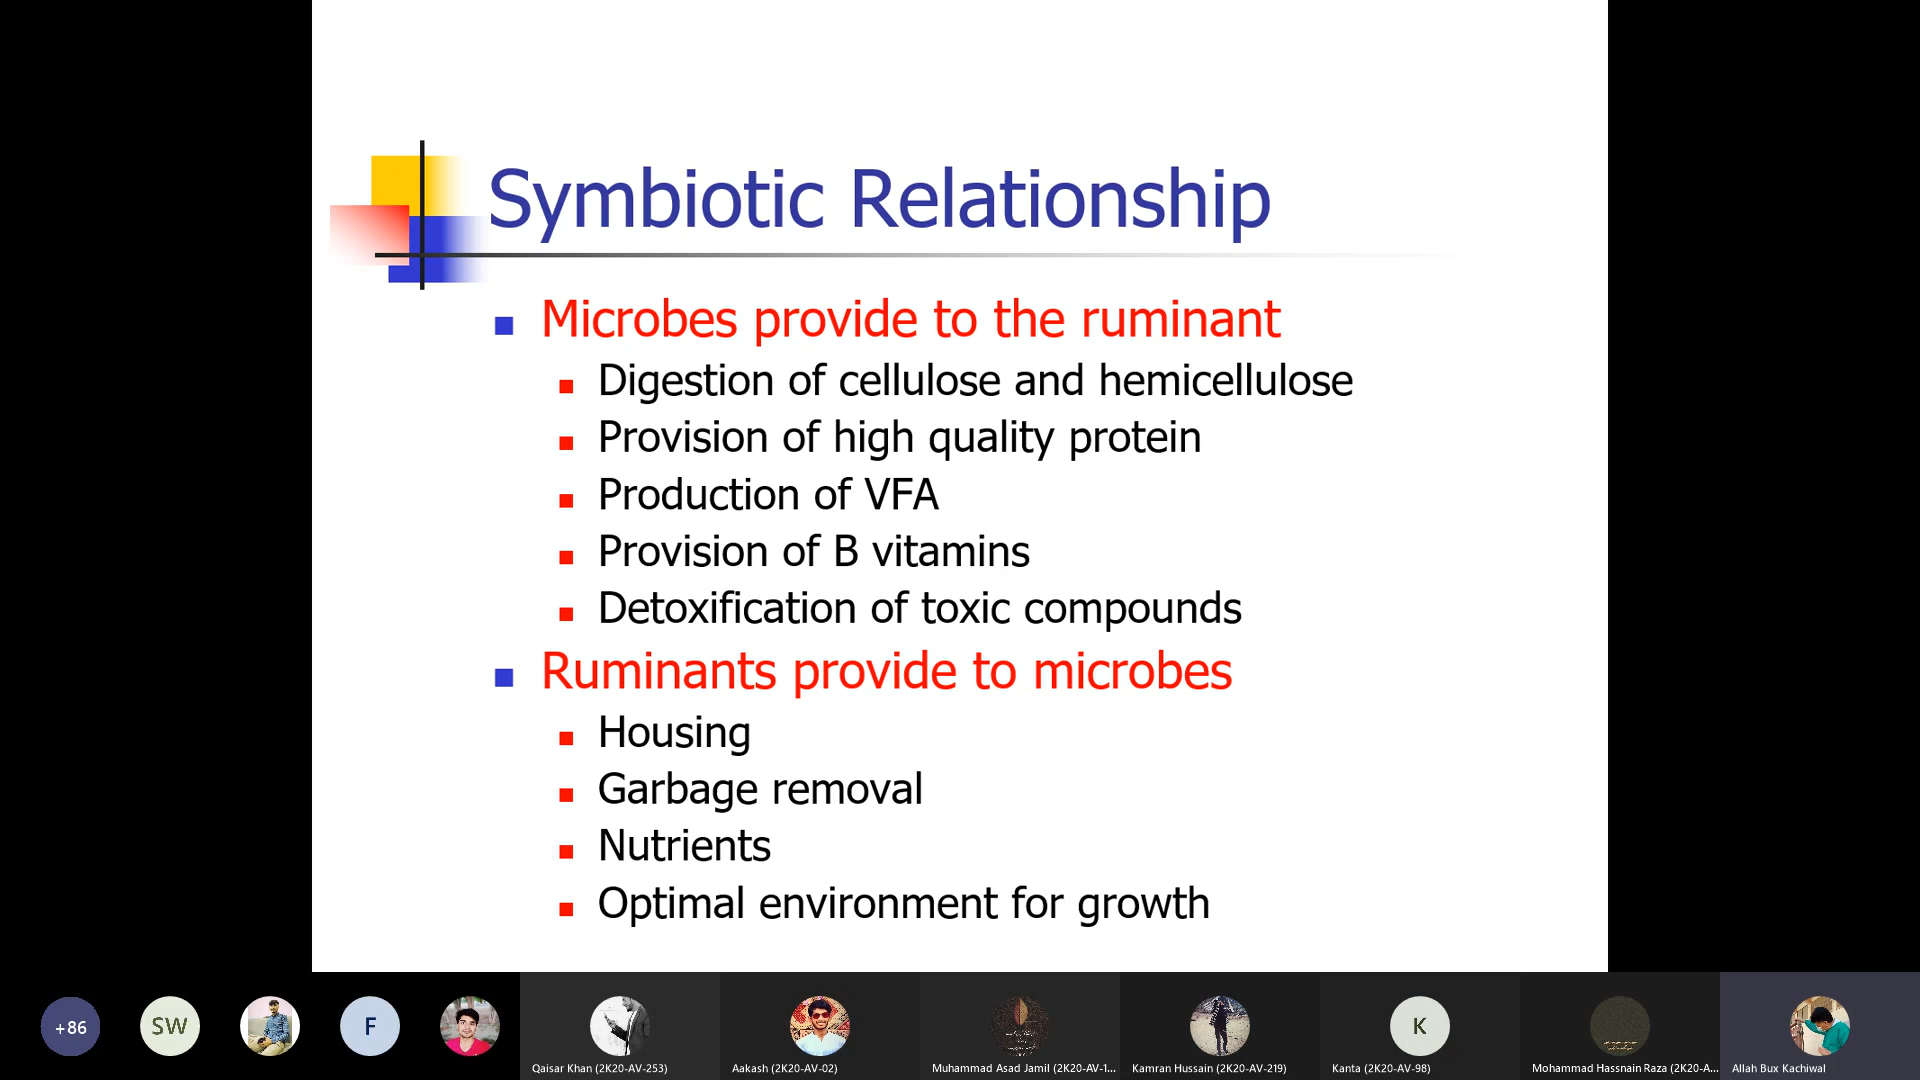 Symbiotic Relationship
Microbes provide to the ruminant
Digestion of cellulose and hemicellulose
Provision of high quality protein
Production of VFA
Provision of B vitamins
Detoxification of toxic compounds
Ruminants provide to microbes
Housing
Garbage removal
Nutrients
Optimal environment for growth
+86
SW
F
K
Qaisar Khan (2K20-AV-253)
Aakash (2K20-AV-02)
Muhammad Asad Jamil (2K20-AV-1...
Kamran Hussain (2K20-AV-219)
Kanta (2K20-AV-98)
Mohammad Hassnain Raza (2K20-A...
Allah Bux Kachiwal